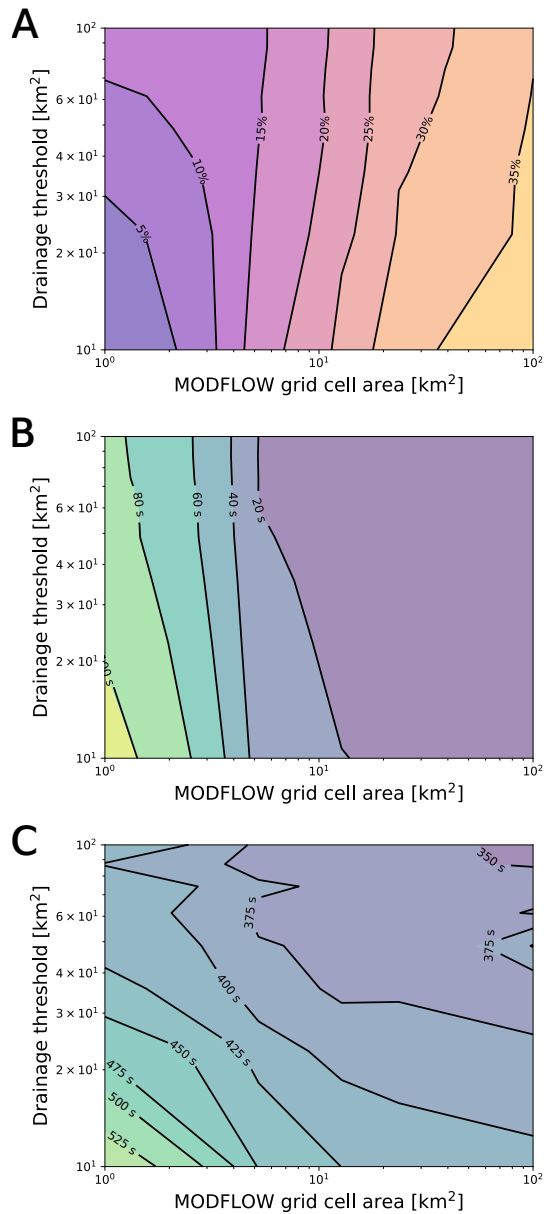 A
Drainage threshold [km²]
10²
6 × 10¹
4 × 10¹
3 × 10¹
2 × 10¹
10¹
5%
10%
15%
20%
25%
30%
35%
10⁰
10¹
10²
MODFLOW grid cell area [km²]
B
Drainage threshold [km²]
10²
6 × 10¹
4 × 10¹
3 × 10¹
2 × 10¹
10¹
80 s
60 s
40 s
20 s
10⁰
10¹
10²
MODFLOW grid cell area [km²]
C
Drainage threshold [km²]
10²
6 × 10¹
4 × 10¹
3 × 10¹
2 × 10¹
10¹
350 s
375 s
375 s
400 s
425 s
450 s
475 s
500 s
525 s
10⁰
10¹
10²
MODFLOW grid cell area [km²]